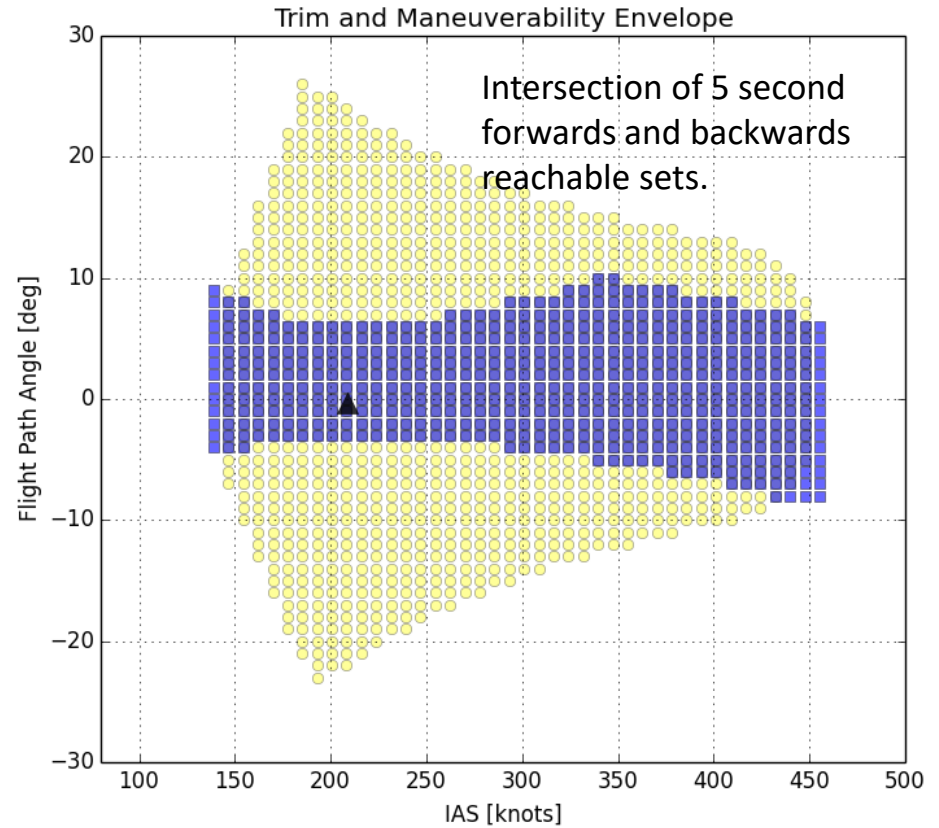 Trim and Maneuverability Envelope
30
20
10
0
−10
−20
−30
Flight Path Angle [deg]
Intersection of 5 second
forwards and backwards
reachable sets.
100 150 200 250 300 350 400 450 500
IAS [knots]